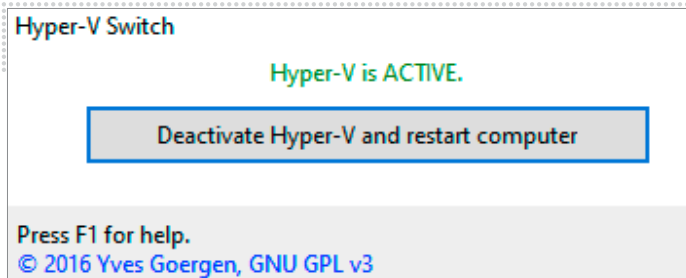 Hyper-V Switch
Hyper-V is ACTIVE.
Deactivate Hyper-V and restart computer
Press F1 for help.
© 2016 Yves Goergen, GNU GPL v3